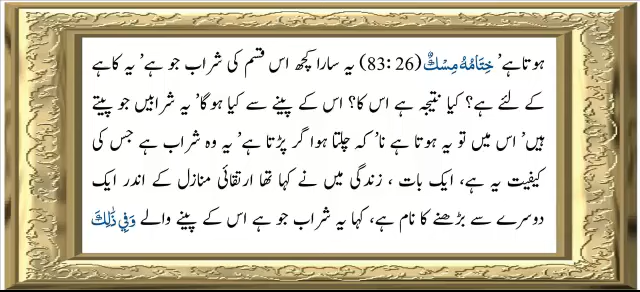 ہوتا ہے‘ خِتَامُہٗ مِسْكٌ (83:26) یہ سارا کچھ اس قسم کی شراب جو ہے‘ یہ کاہے
کے لئے ہے؟ کیا نتیجہ ہے اس کا؟ اس کے پینے سے کیا ہوگا‘ یہ شرابیں جو پیتے
ہیں‘ اس میں تو یہ ہوتا ہے نا‘ کہ چلتا ہوا گر پڑتا ہے‘ یہ وہ شراب ہے جس کی
کیفیت یہ ہے، ایک بات ، زندگی میں نے کہا تھا ارتقائی منازل کے اندر ایک
دوسرے سے بڑھنے کا نام ہے، کہا یہ شراب جو ہے اس کے پینے والے وَفِيْ ذٰلِكَ